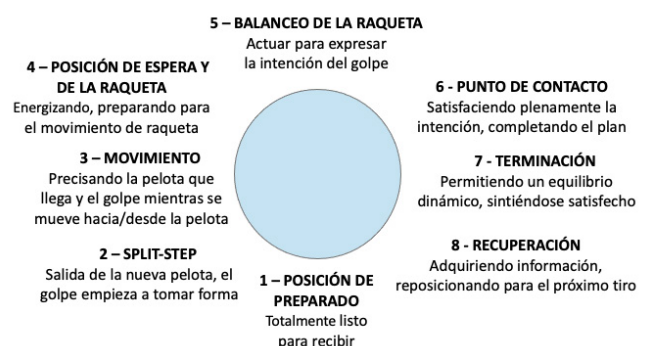 5 – BALANCEO DE LA RAQUETA
Actuar para expresar
la intención del golpe
4 – POSICIÓN DE ESPERA Y
DE LA RAQUETA
Energizando, preparando para
el movimiento de raqueta
6 - PUNTO DE CONTACTO
Satisfaciendo plenamente la
intención, completando el plan
3 – MOVIMIENTO
Precisando la pelota que
llega y el golpe mientras se
mueve hacia/desde la pelota
7 - TERMINACIÓN
Permitiendo un equilibrio
dinámico, sintiéndose satisfecho
2 – SPLIT-STEP
Salida de la nueva pelota, el
golpe empieza a tomar forma
8 - RECUPERACIÓN
Adquiriendo información,
reposicionando para el próximo tiro
1 – POSICIÓN DE
PREPARADO
Totalmente listo
para recibir